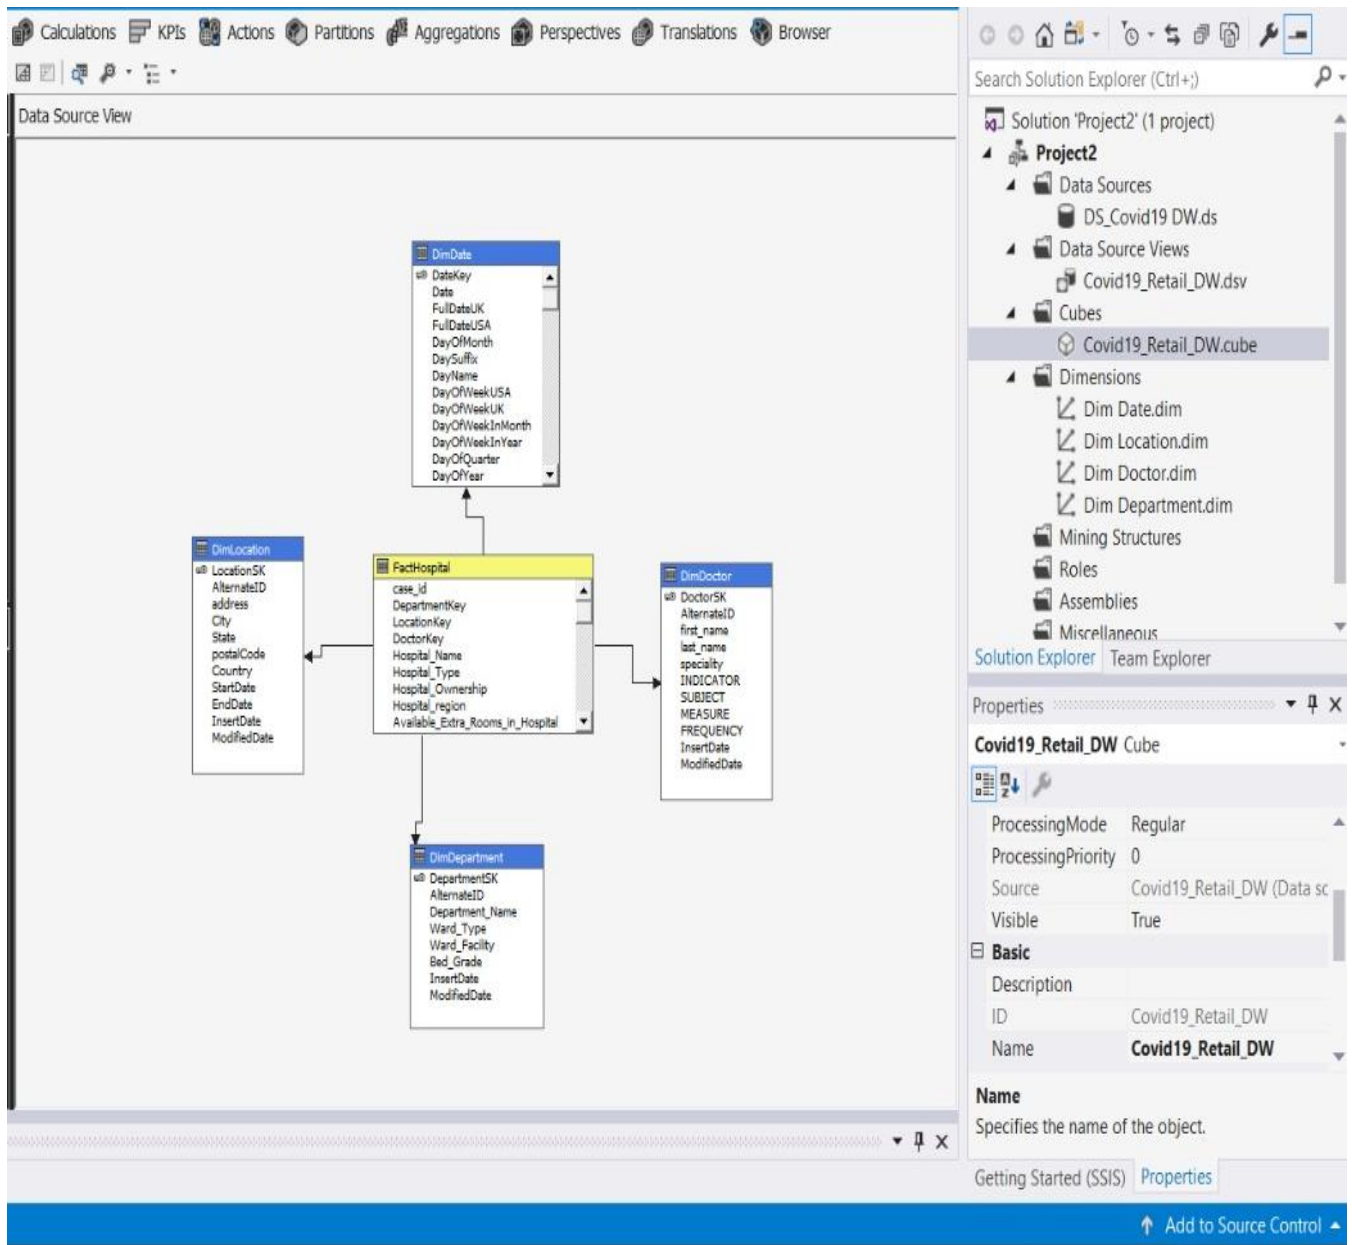 Calculations KPIs Actions Partitions Aggregations Perspectives Translations Browser
Data Source View
DimDate
DateKey
Date
FullDateUK
FullDateUSA
DayOfMonth
DaySuffix
DayName
DayOfWeekUSA
DayOfWeekUK
DayOfWeekInMonth
DayOfWeekInYear
DayOfQuarter
DayOfYear
DimLocation
LocationSK
AlternateID
address
City
State
postalCode
Country
StartDate
EndDate
InsertDate
ModifiedDate
FactHospital
case_id
DepartmentKey
LocationKey
DoctorKey
Hospital_Name
Hospital_Type
Hospital_Ownership
Hospital_region
Available_Extra_Rooms_in_Hospital
DimDoctor
DoctorSK
AlternateID
first_name
last_name
speciality
INDICATOR
SUBJECT
MEASURE
FREQUENCY
InsertDate
ModifiedDate
DimDepartment
DepartmentSK
AlternateID
Department_Name
Ward_Type
Ward_Facility
Bed_Grade
InsertDate
ModifiedDate
Search Solution Explorer (Ctrl+;)
Solution 'Project2' (1 project)
Project2
Data Sources
DS_Covid19 DW.ds
Data Source Views
Covid19_Retail_DW.dsv
Cubes
Covid19_Retail_DW.cube
Dimensions
Dim Date.dim
Dim Location.dim
Dim Doctor.dim
Dim Department.dim
Mining Structures
Roles
Assemblies
Miscellaneous
Solution Explorer Team Explorer
Properties
Covid19_Retail_DW Cube
ProcessingMode Regular
ProcessingPriority 0
Source Covid19_Retail_DW (Data sc
Visible True
Basic
Description
ID Covid19_Retail_DW
Name Covid19_Retail_DW
Name
Specifies the name of the object.
Getting Started (SSIS) Properties
Add to Source Control